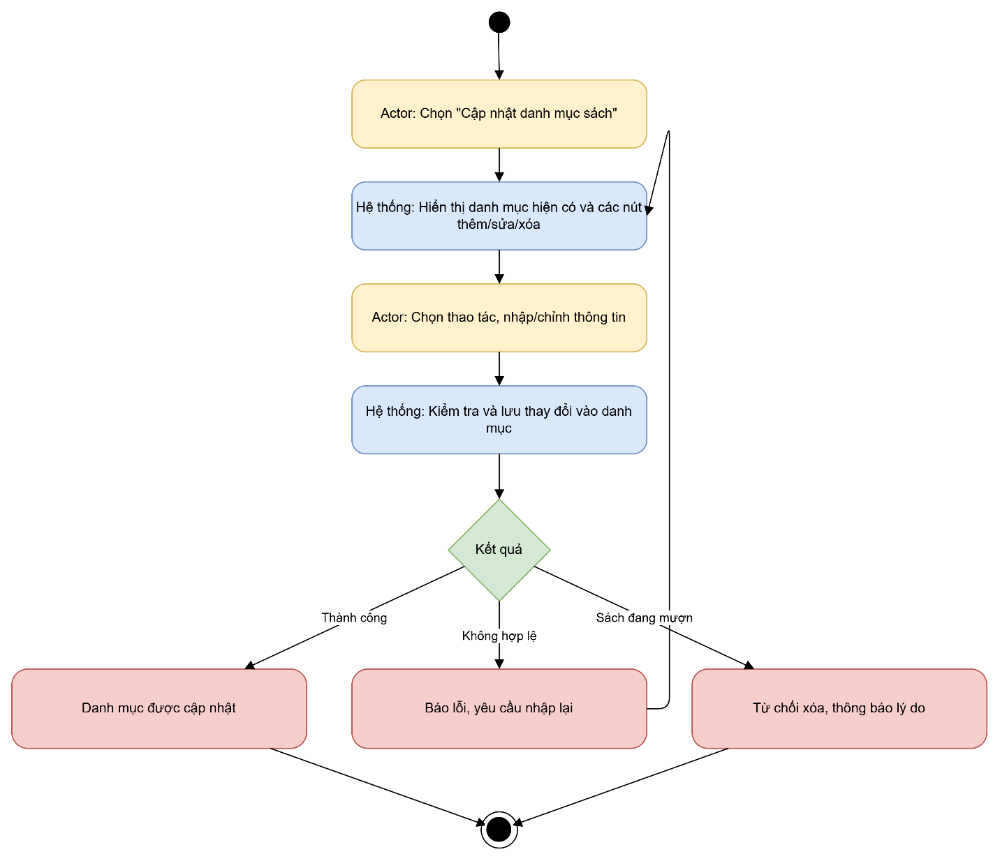 Actor: Chọn "Cập nhật danh mục sách"
Hệ thống: Hiển thị danh mục hiện có và các nút
thêm/sửa/xóa
Actor: Chọn thao tác, nhập/chỉnh thông tin
Hệ thống: Kiểm tra và lưu thay đổi vào danh
mục
Kết quả
Thành công
Không hợp lệ
Sách đang mượn
Danh mục được cập nhật
Báo lỗi, yêu cầu nhập lại
Từ chối xóa, thông báo lý do